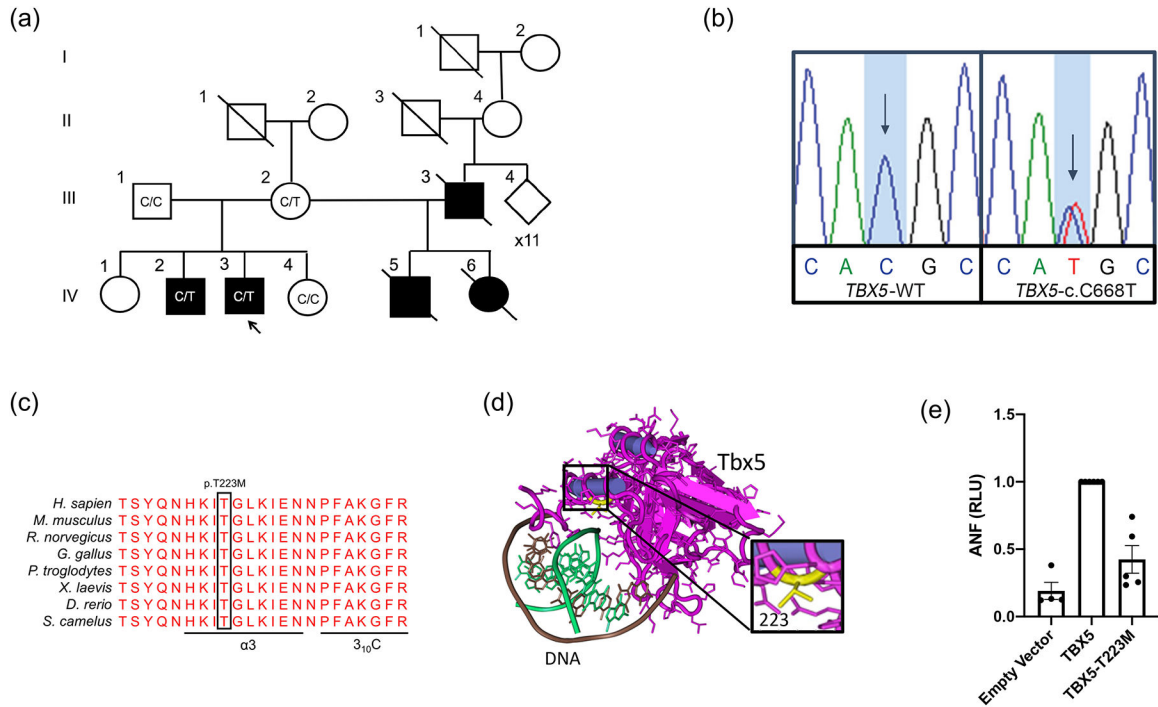 (a)
I
1
2
II
1
2
3
4
III
1
2
3
4
C/C
C/T
x11
IV
1
2
3
4
5
6
C/T
C/T
C/C
(b)
C A C G C
C A T G C
TBX5-WT
TBX5-c.C668T
(c)
p.T223M
H. sapien TSYQNHKITGLKIENNPFAKGFR
M. musculus TSYQNHKITGLKIENNPFAKGFR
R. norvegicus TSYQNHKITGLKIENNPFAKGFR
G. gallus TSYQNHKITGLKIENNPFAKGFR
P. troglodytes TSYQNHKITGLKIENNPFAKGFR
X. laevis TSYQNHKITGLKIENNPFAKGFR
D. rerio TSYQNHKITGLKIENNPFAKGFR
S. camelus TSYQNHKITGLKIENNPFAKGFR
α3
3₁₀C
(d)
Tbx5
223
DNA
(e)
ANF (RLU)
1.5
1.0
0.5
0.0
Empty Vector
TBX5
TBX5-T223M